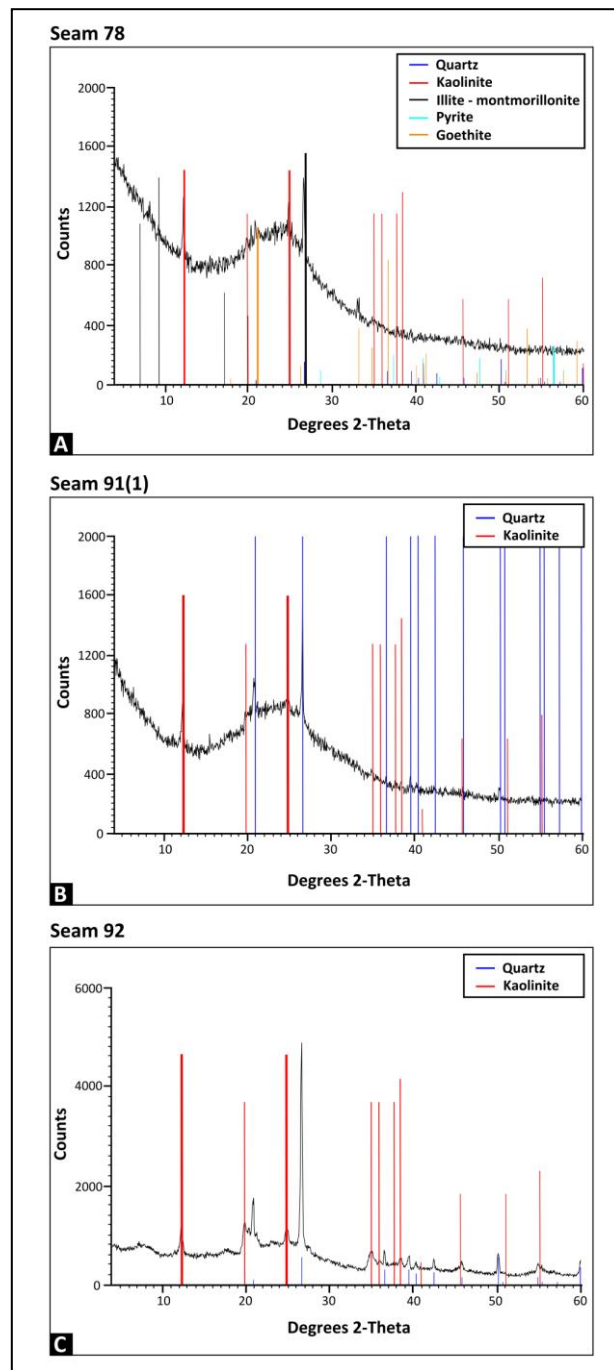 Seam 78
Quartz
Kaolinite
Illite - montmorillonite
Pyrite
Goethite
2000
1600
1200
800
400
0
Counts
10 20 30 40 50 60
Degrees 2-Theta
A
Seam 91(1)
Quartz
Kaolinite
2000
1600
1200
800
400
0
Counts
10 20 30 40 50 60
Degrees 2-Theta
B
Seam 92
Quartz
Kaolinite
6000
4000
2000
0
Counts
10 20 30 40 50 60
Degrees 2-Theta
C